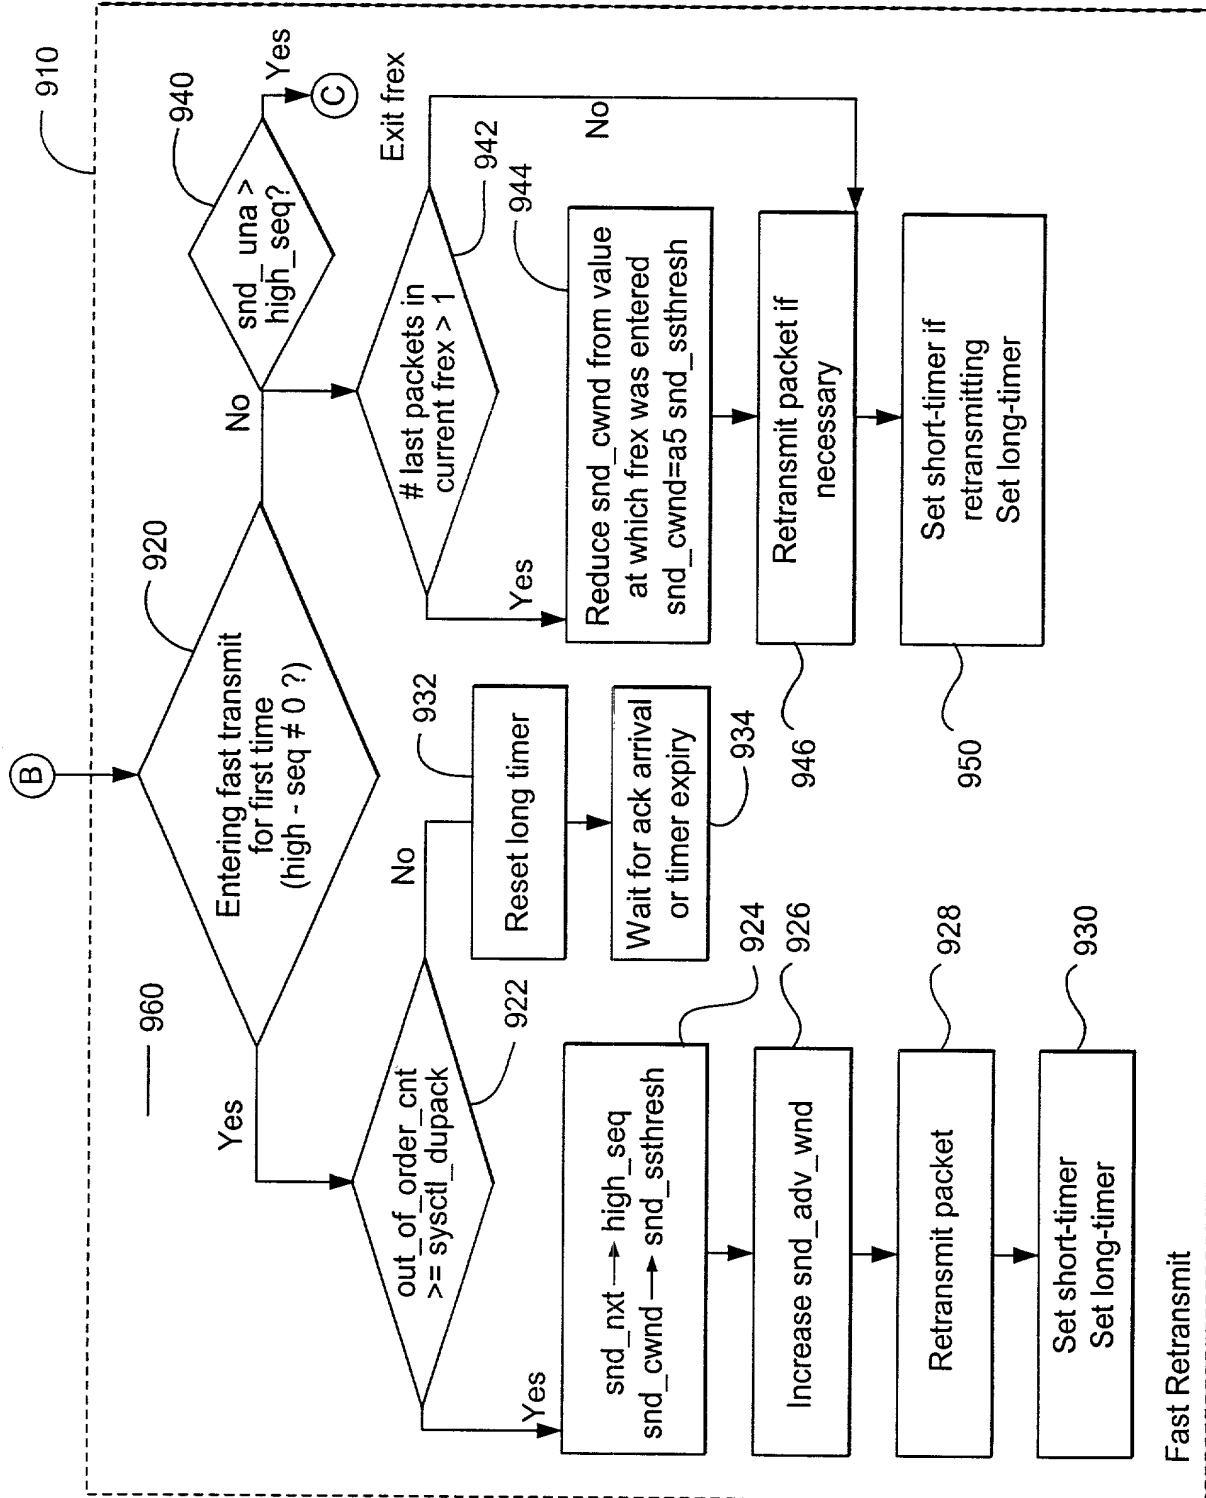 910
B
920
Entering fast transmit
for first time
(high - seq ≠ 0 ?)
960
Yes
No
940
snd_una >
high_seq?
Yes
C
Exit frex
922
out_of_order_cnt
>= sysctl_dupack
Yes
No
932
Reset long timer
Wait for ack arrival
or timer expiry
934
942
# last packets in
current frex > 1
Yes
No
924
snd_nxt → high_seq
snd_cwnd → snd_ssthresh
944
Reduce snd_cwnd from value
at which frex was entered
snd_cwnd=a5 snd_ssthresh
926
Increase snd_adv_wnd
946
Retransmit packet if
necessary
928
Retransmit packet
950
Set short-timer if
retransmitting
Set long-timer
930
Set short-timer
Set long-timer
Fast Retransmit